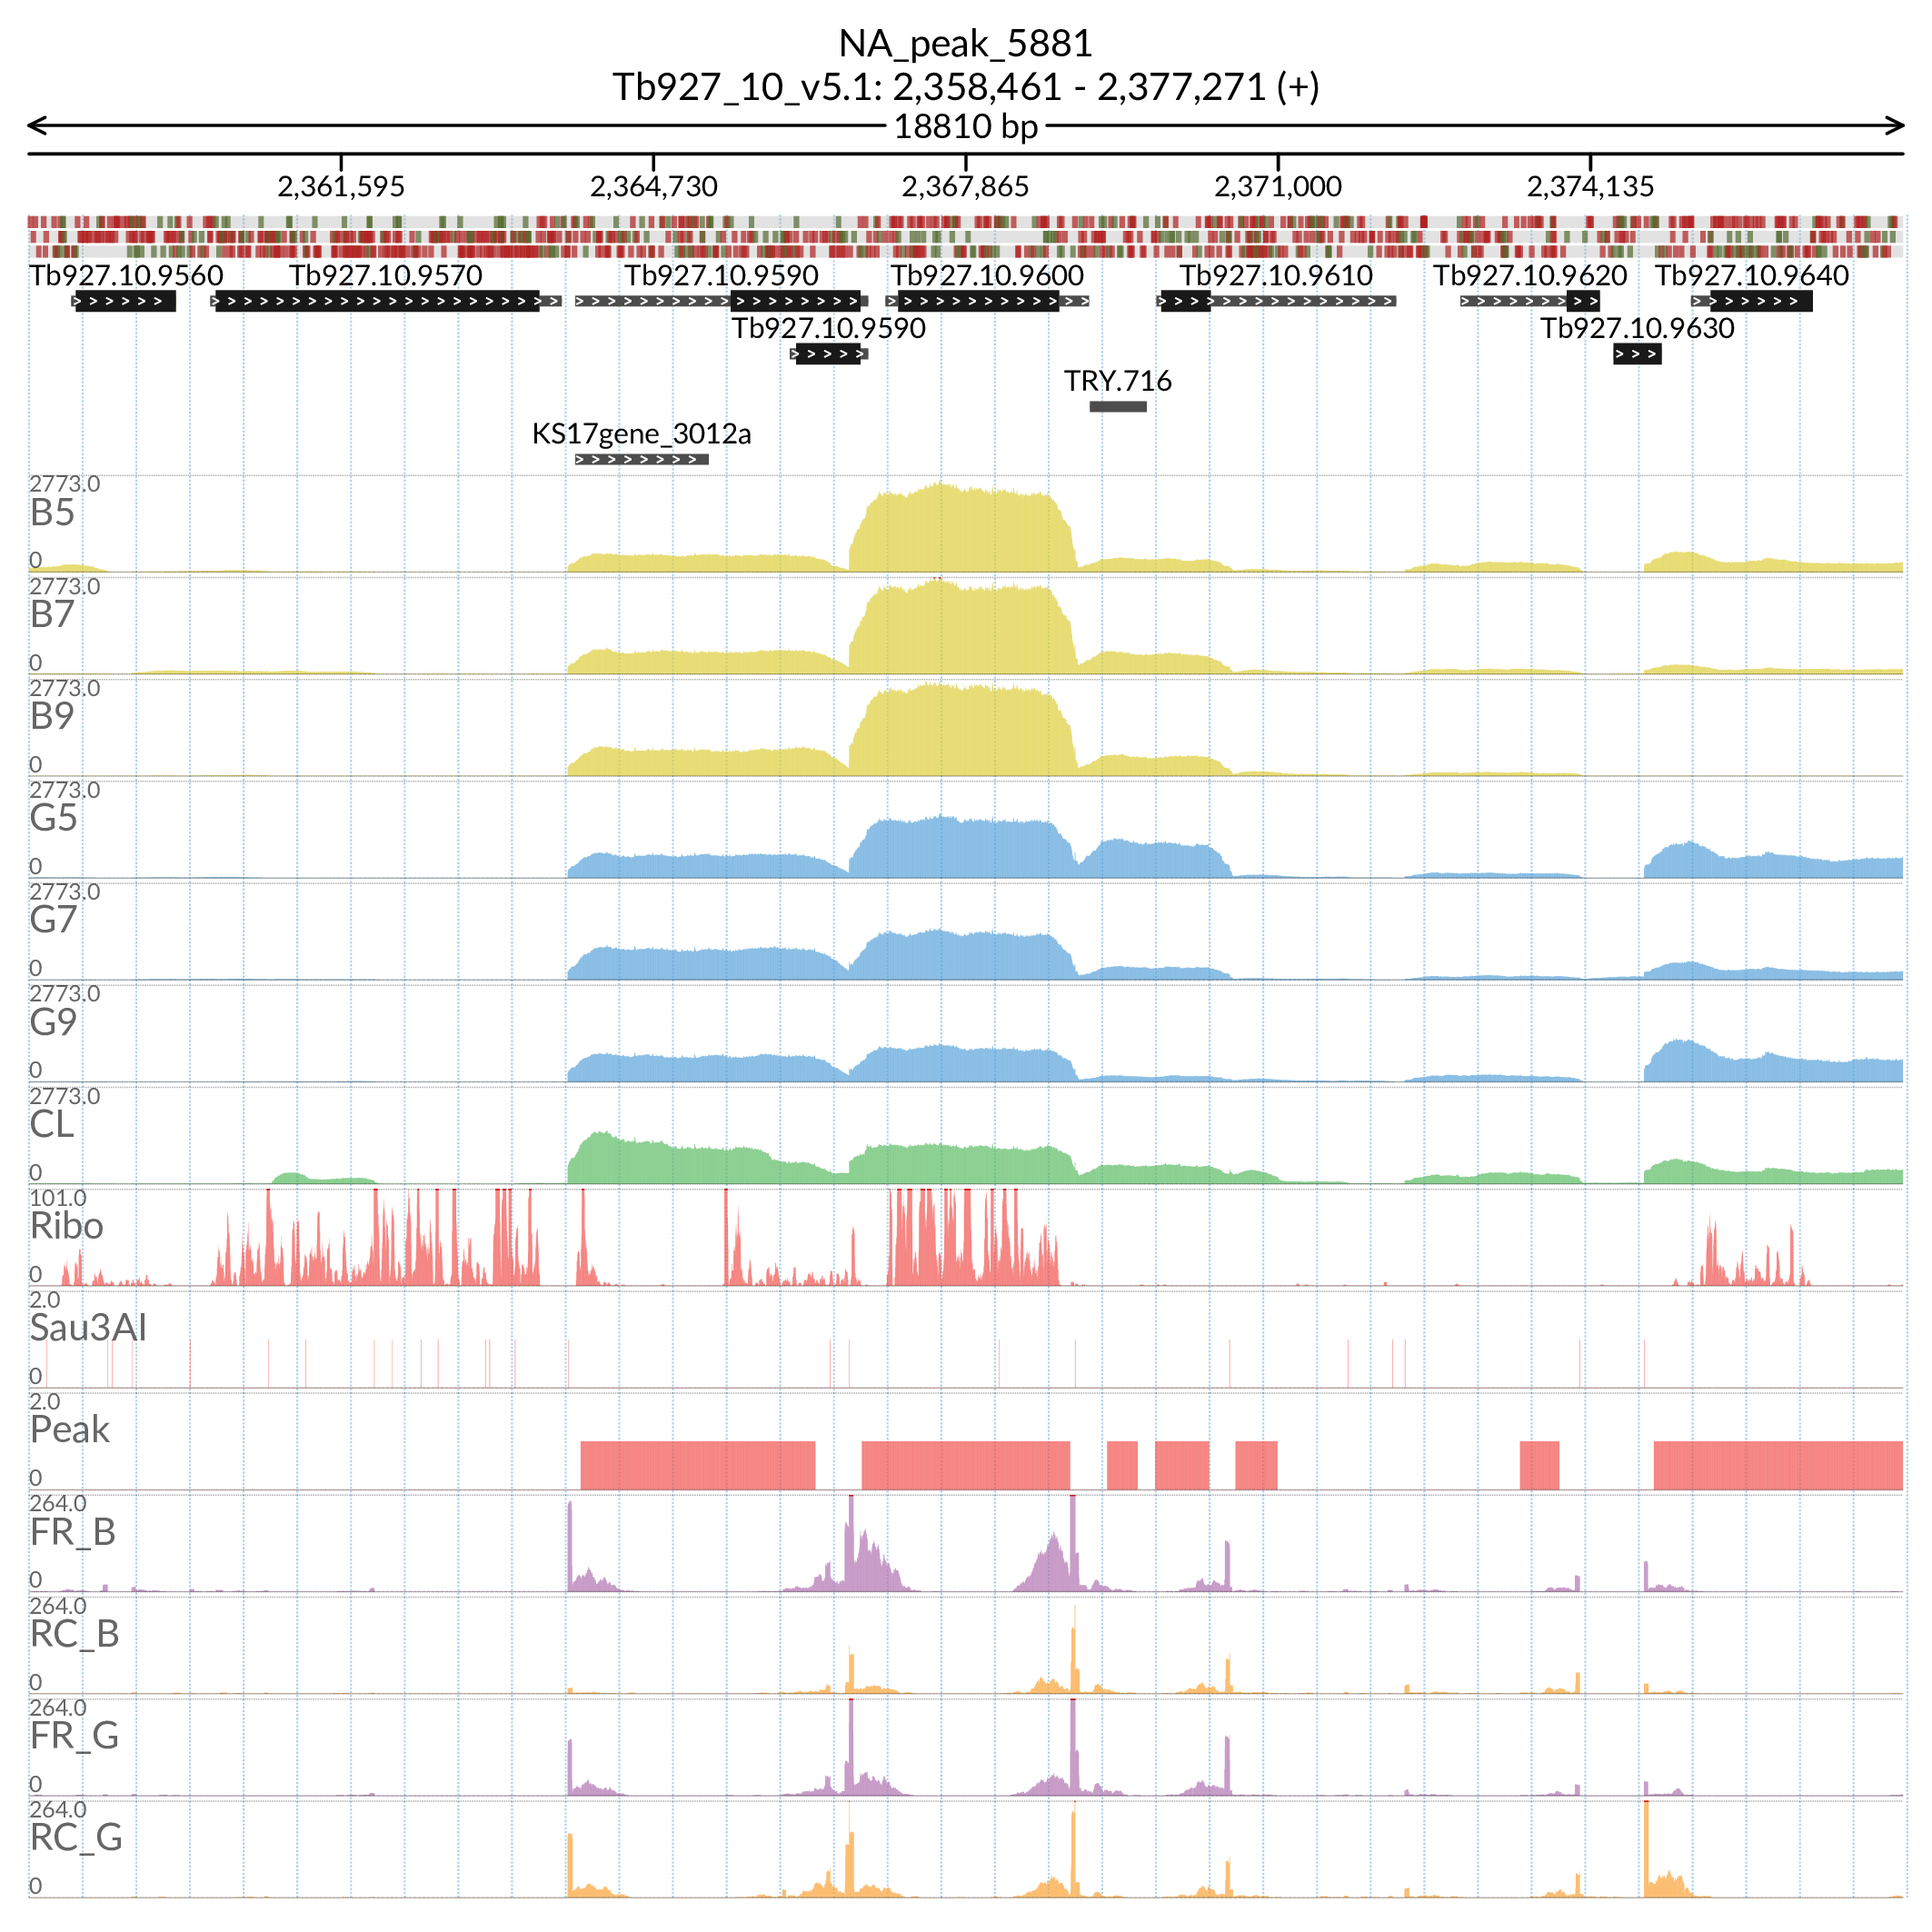 NA_peak_5881
Tb927_10_v5.1: 2,358,461 - 2,377,271 (+)
18810 bp
2,361,595 2,364,730 2,367,865 2,371,000 2,374,135
Tb927.10.9560 Tb927.10.9570 Tb927.10.9590 Tb927.10.9600 Tb927.10.9610 Tb927.10.9620 Tb927.10.9640
Tb927.10.9590 Tb927.10.9630
TRY.716
KS17gene_3012a
2773.0
B5
0
2773.0
B7
0
2773.0
B9
0
2773.0
G5
0
2773.0
G7
0
2773.0
G9
0
2773.0
CL
0
101.0
Ribo
0
2.0
Sau3AI
0
2.0
Peak
0
264.0
FR_B
0
264.0
RC_B
0
264.0
FR_G
0
264.0
RC_G
0